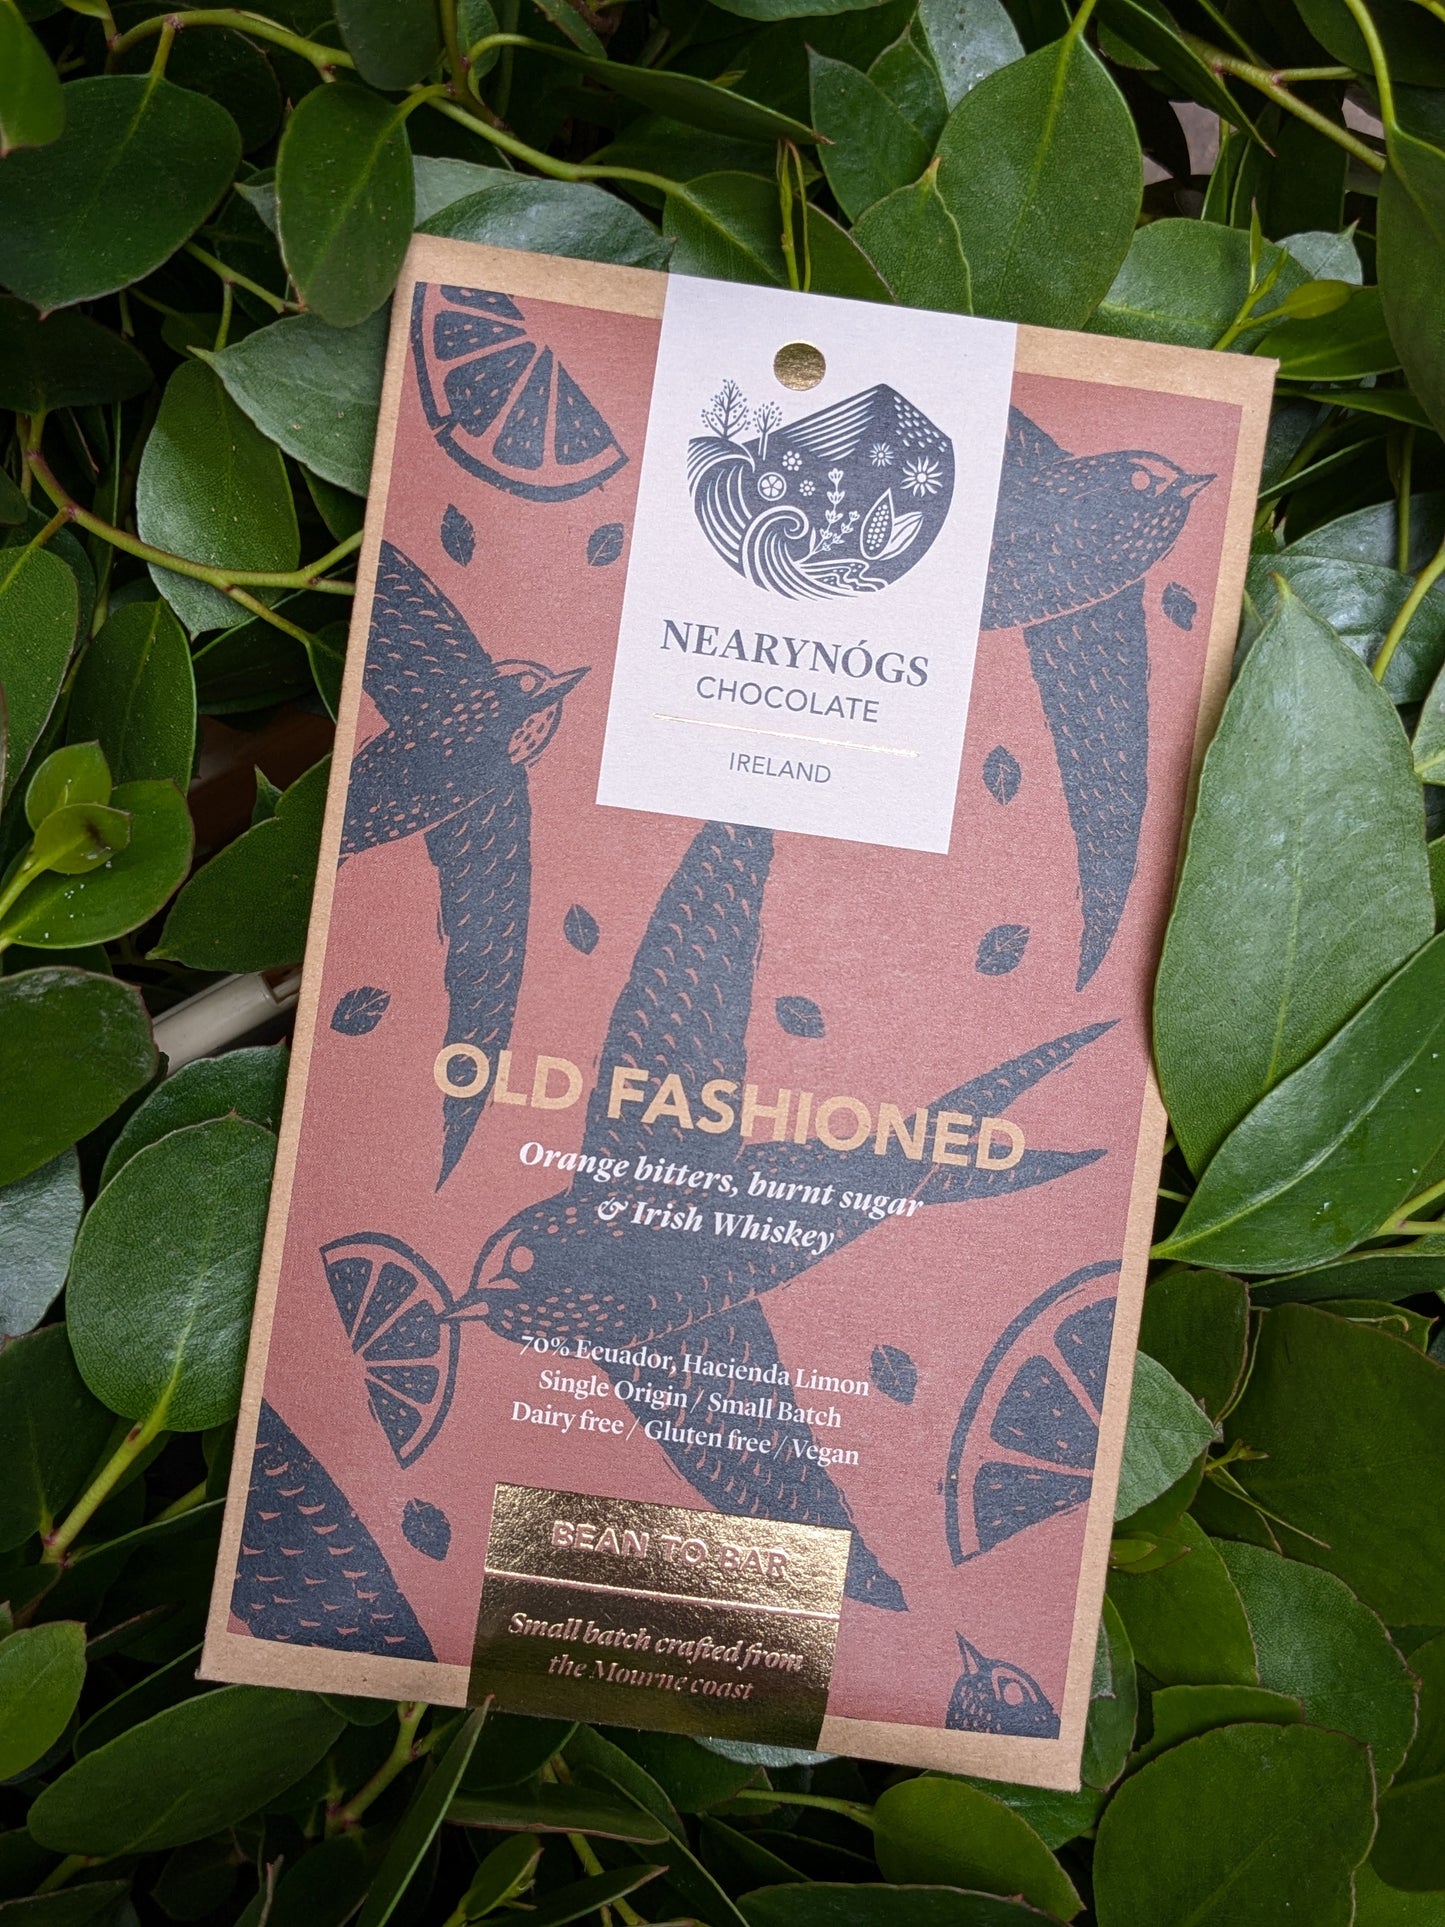 NEARYNÓGS
CHOCOLATE
IRELAND
OLD FASHIONED
Orange bitters, burnt sugar
& Irish Whiskey
70% Ecuador, Hacienda Limon
Single Origin / Small Batch
Dairy free / Gluten free / Vegan
BEAN TO BAR
Small batch crafted from
the Mourne coast